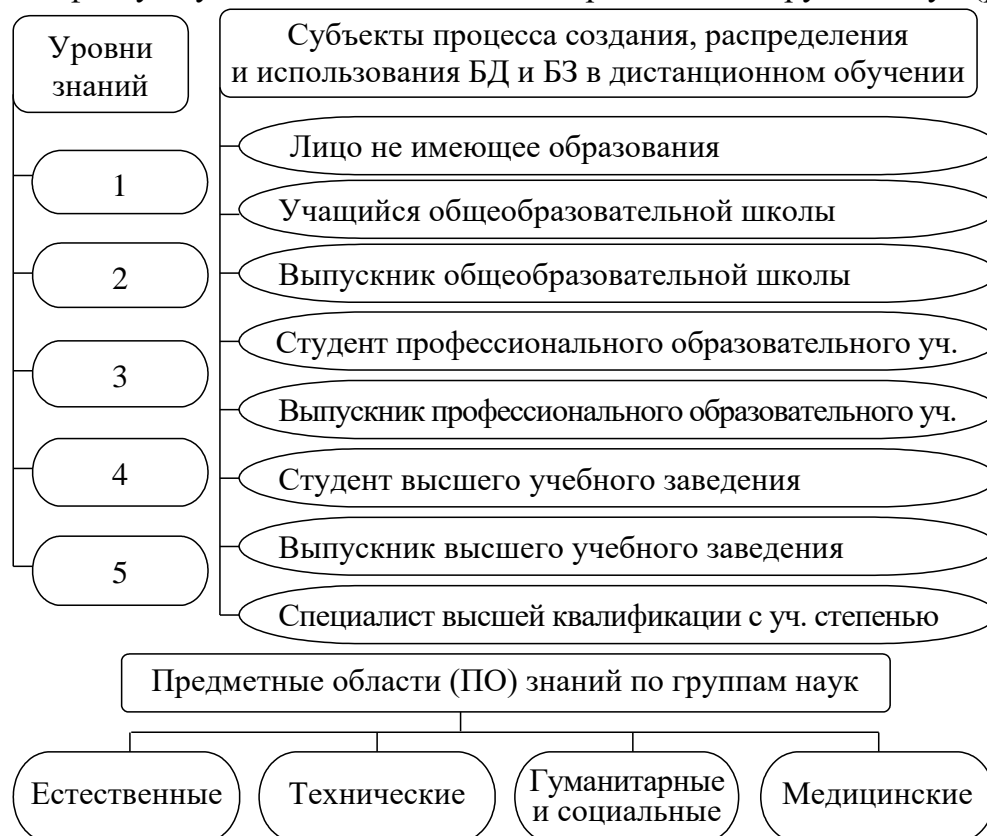 Уровни
знаний
Субъекты процесса создания, распределения
и использования БД и БЗ в дистанционном обучении
1
2
3
4
5
Лицо не имеющее образования
Учащийся общеобразовательной школы
Выпускник общеобразовательной школы
Студент профессионального образовательного уч.
Выпускник профессионального образовательного уч.
Студент высшего учебного заведения
Выпускник высшего учебного заведения
Специалист высшей квалификации с уч. степенью
Предметные области (ПО) знаний по группам наук
Естественные
Технические
Гуманитарные
и социальные
Медицинские